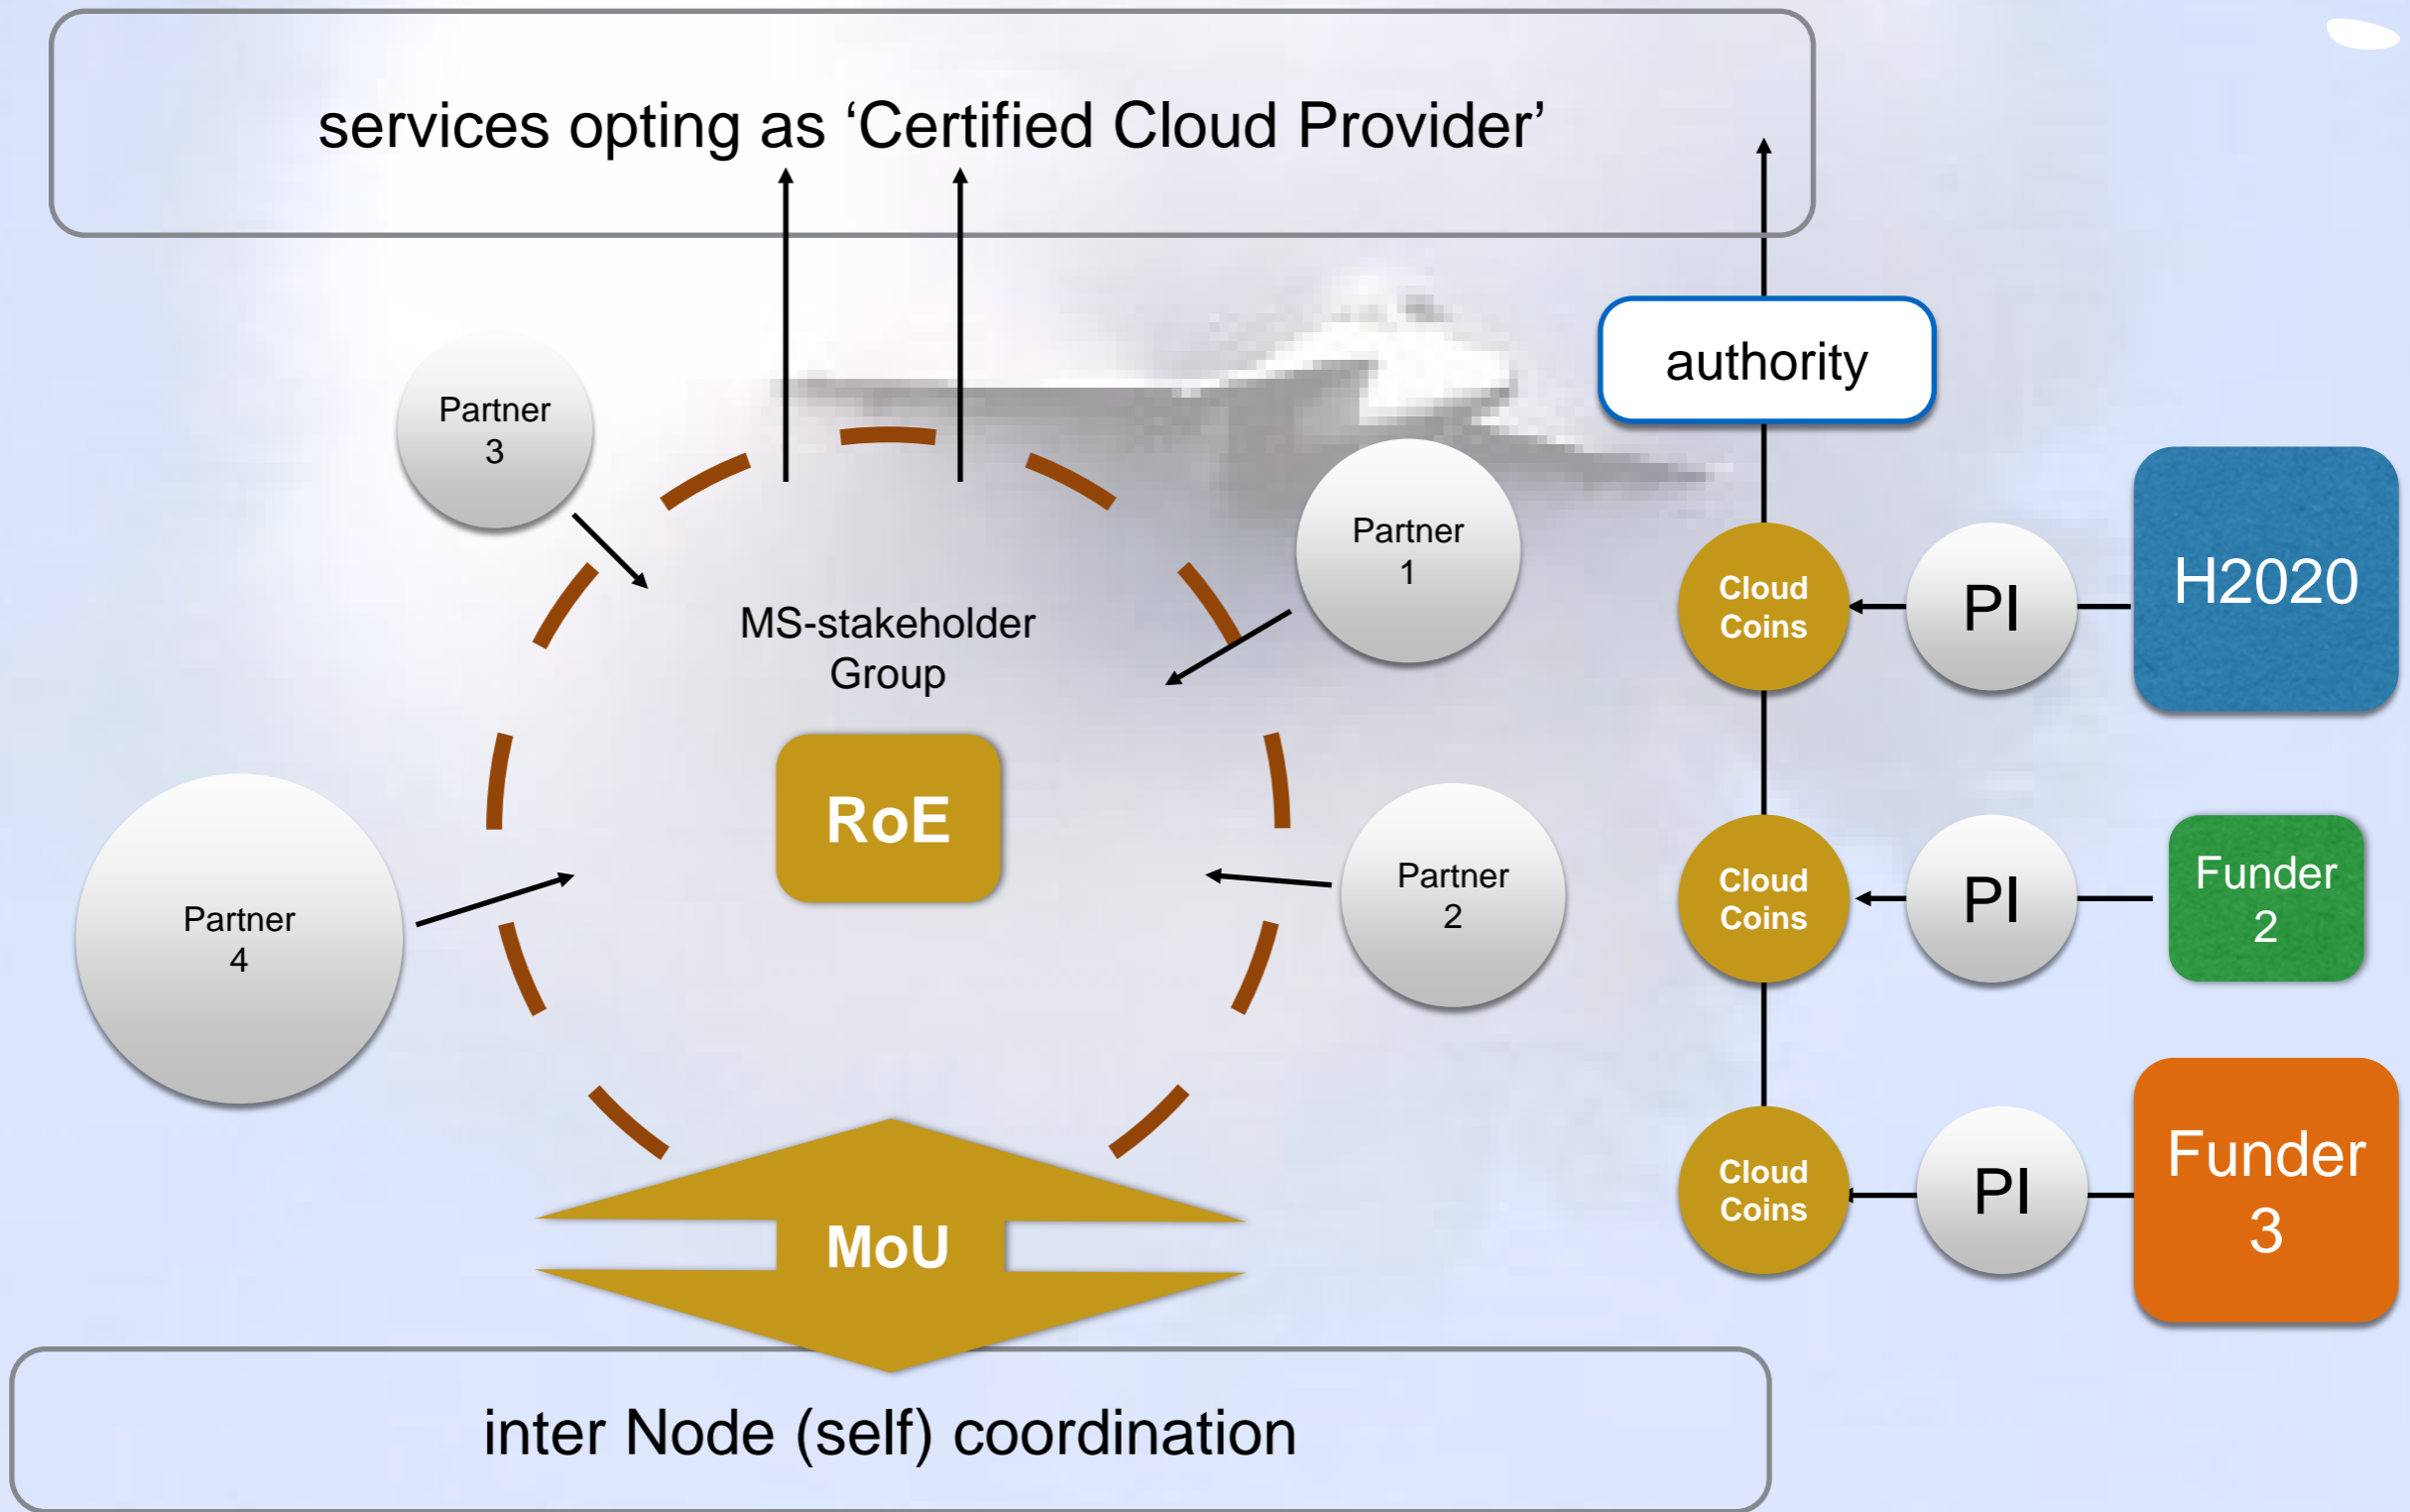 services opting as ‘Certified Cloud Provider’
authority
Partner
3
Partner
1
MS-stakeholder
Group
RoE
Partner
4
Partner
2
MoU
inter Node (self) coordination
Cloud
Coins
PI
H2020
Cloud
Coins
PI
Funder
2
Cloud
Coins
PI
Funder
3